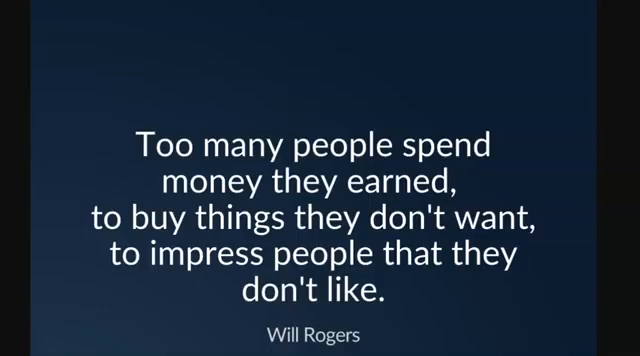 Too many people spend
money they earned,
to buy things they don't want,
to impress people that they
don't like.
Will Rogers